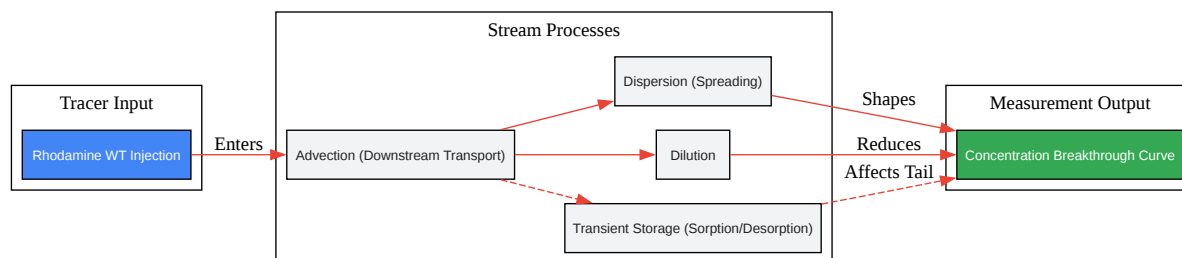 Stream Processes
Tracer Input
Rhodamine WT Injection
Enters
Advection (Downstream Transport)
Dispersion (Spreading)
Dilution
Transient Storage (Sorption/Desorption)
Shapes
Reduces
Affects Tail
Measurement Output
Concentration Breakthrough Curve